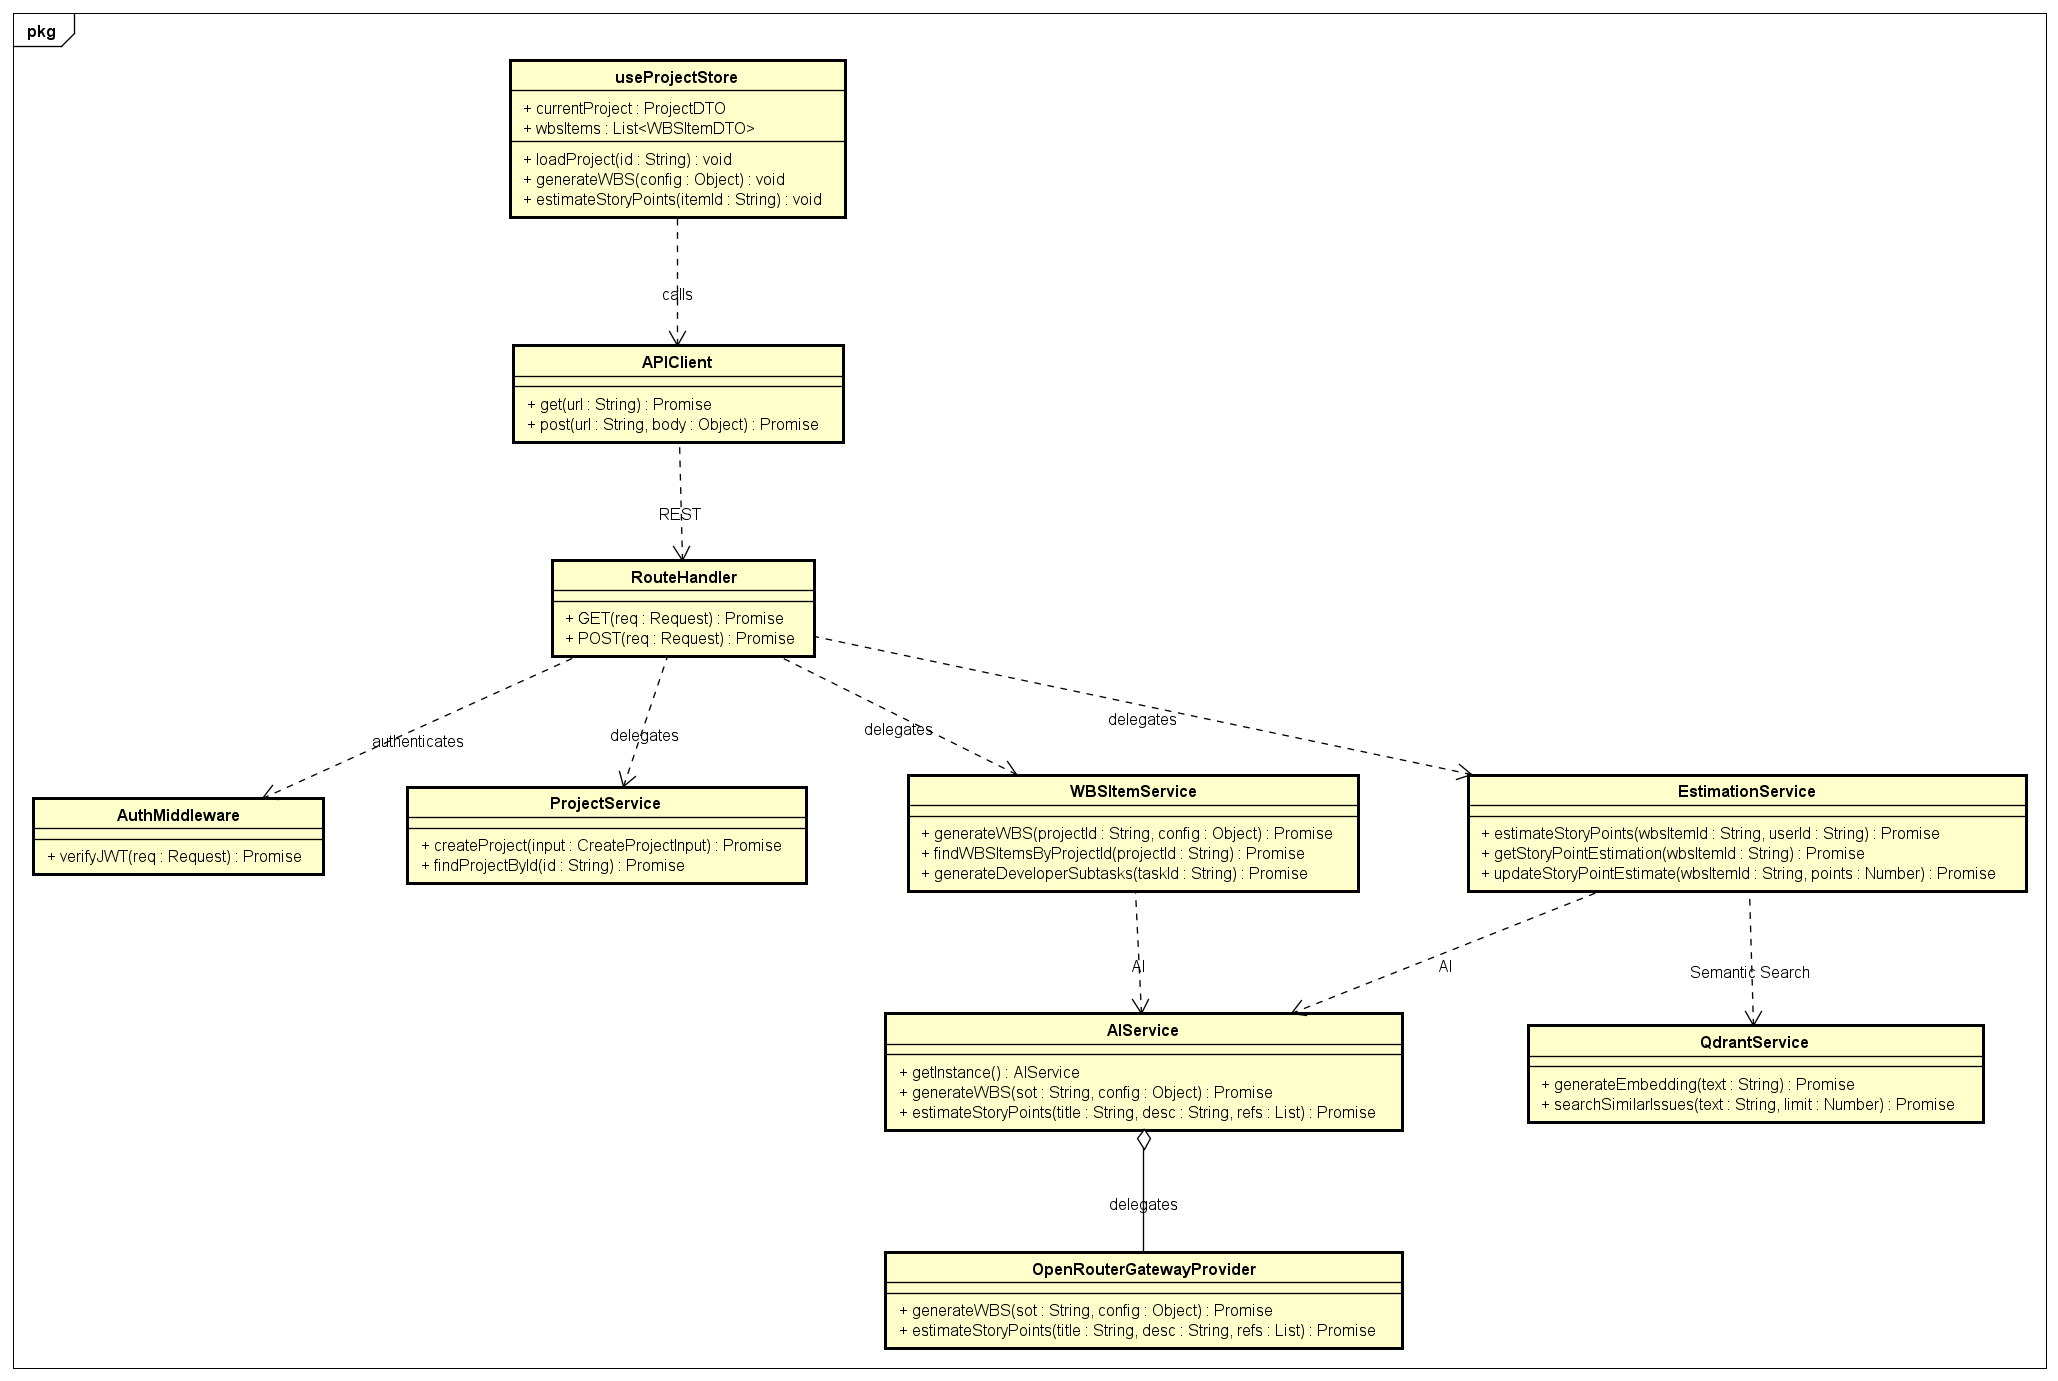 pkg
useProjectStore
+ currentProject : ProjectDTO
+ wbsItems : List<WBSItemDTO>
+ loadProject(id : String) : void
+ generateWBS(config : Object) : void
+ estimateStoryPoints(itemId : String) : void
calls
APIClient
+ get(url : String) : Promise
+ post(url : String, body : Object) : Promise
REST
RouteHandler
+ GET(req : Request) : Promise
+ POST(req : Request) : Promise
authenticates
delegates
delegates
delegates
AuthMiddleware
+ verifyJWT(req : Request) : Promise
ProjectService
+ createProject(input : CreateProjectInput) : Promise
+ findProjectById(id : String) : Promise
WBSItemService
+ generateWBS(projectId : String, config : Object) : Promise
+ findWBSItemsByProjectId(projectId : String) : Promise
+ generateDeveloperSubtasks(taskId : String) : Promise
EstimationService
+ estimateStoryPoints(wbsItemId : String, userId : String) : Promise
+ getStoryPointEstimation(wbsItemId : String) : Promise
+ updateStoryPointEstimate(wbsItemId : String, points : Number) : Promise
AI
AI
Semantic Search
AIService
+ getInstance() : AIService
+ generateWBS(sot : String, config : Object) : Promise
+ estimateStoryPoints(title : String, desc : String, refs : List) : Promise
QdrantService
+ generateEmbedding(text : String) : Promise
+ searchSimilarIssues(text : String, limit : Number) : Promise
delegates
OpenRouterGatewayProvider
+ generateWBS(sot : String, config : Object) : Promise
+ estimateStoryPoints(title : String, desc : String, refs : List) : Promise